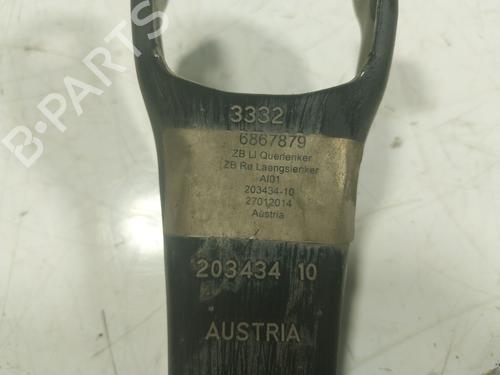 3332
6867879
ZB Li Querlenker
ZB Re Laengslenker
AI01
203434-10
27012014
Austria
203434 10
AUSTRIA
B-PARTS